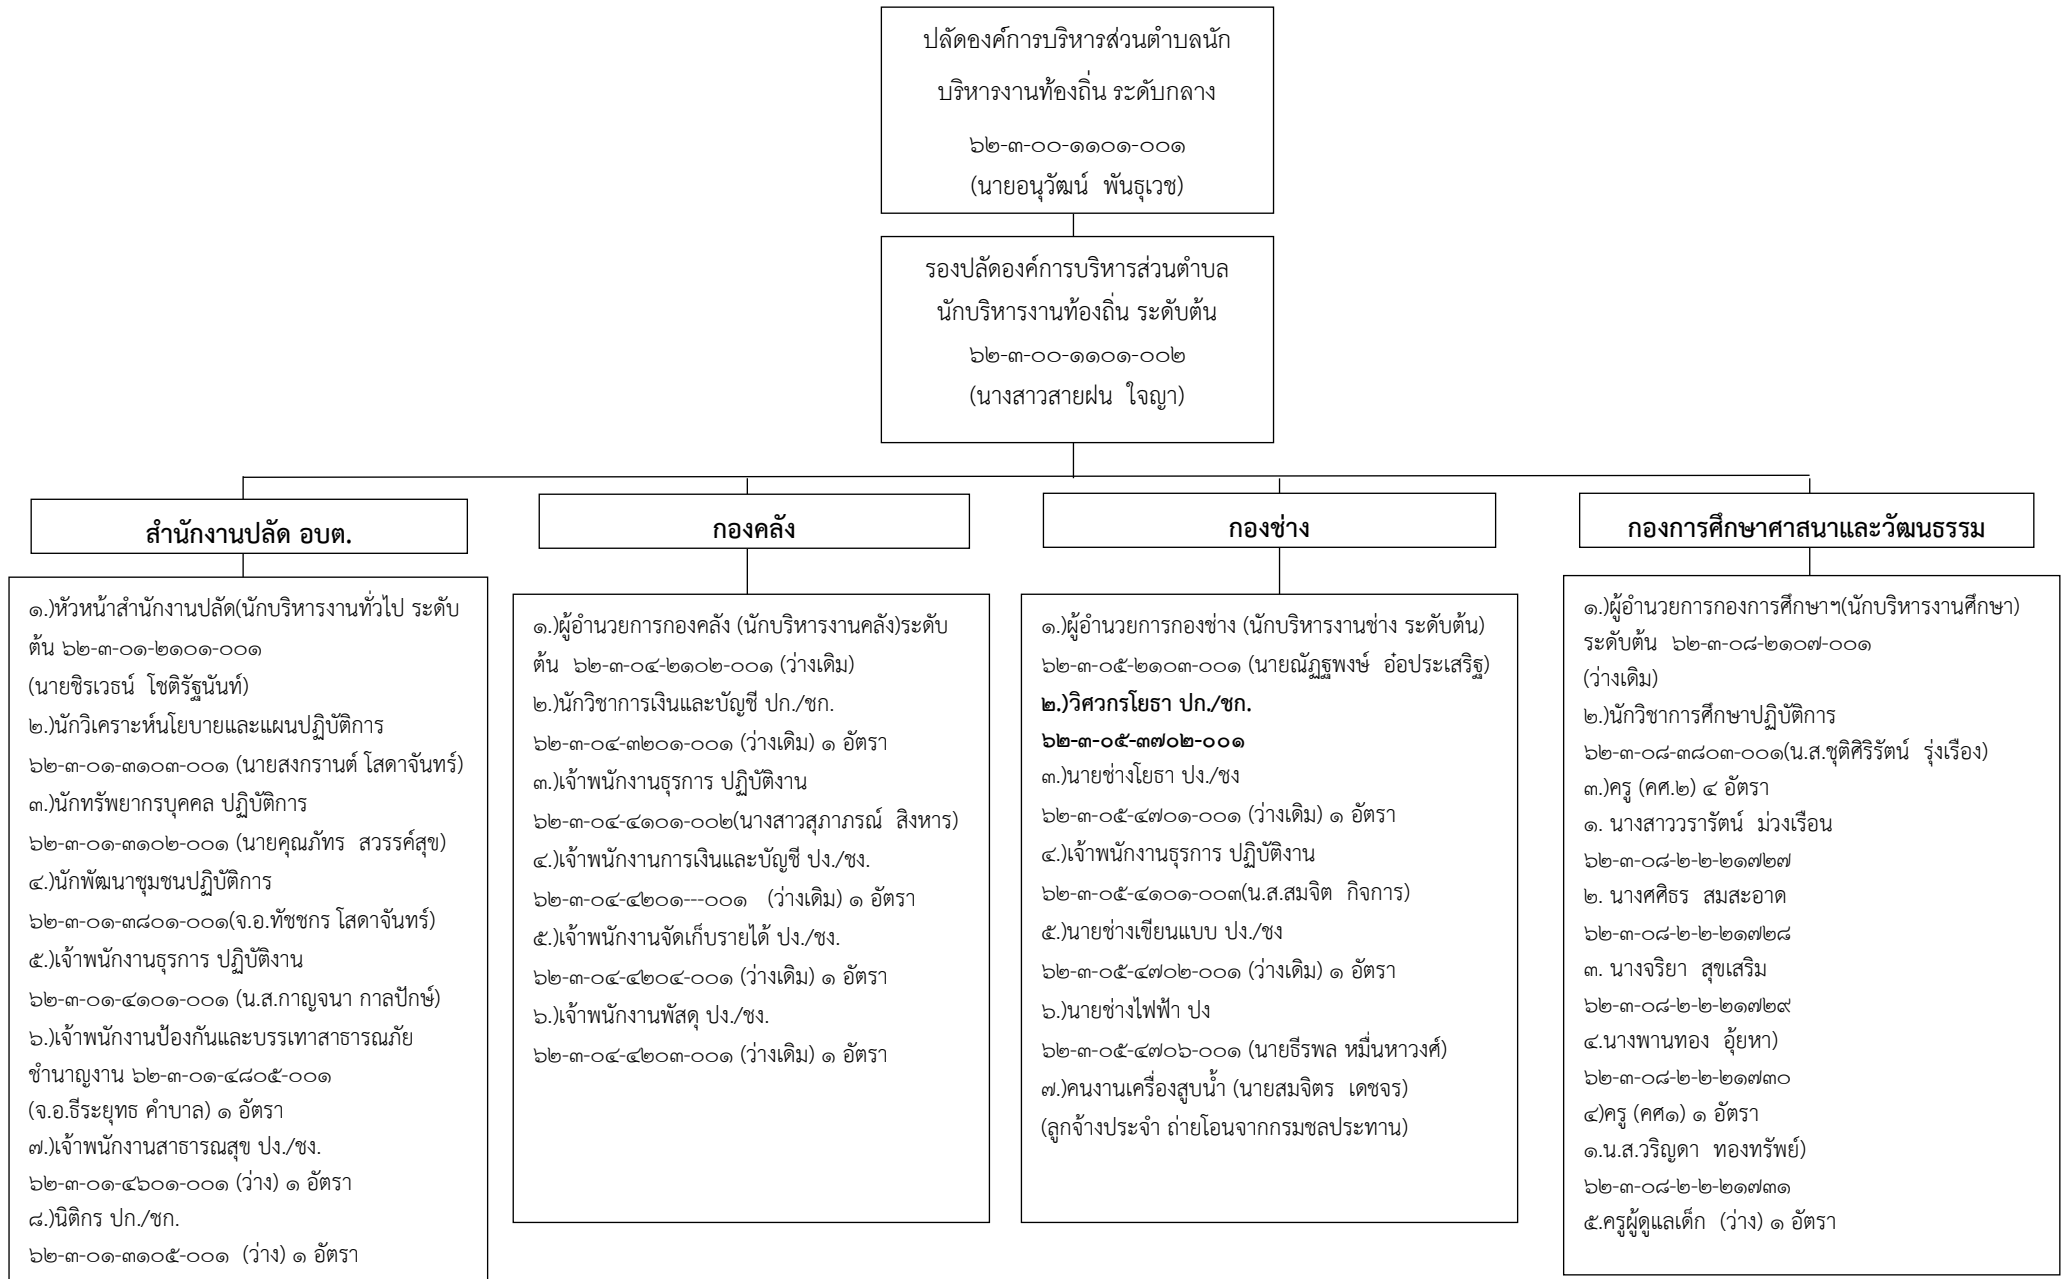 ปลัดองค์การบริหารส่วนตำบลนัก
บริหารงานท้องถิ่น ระดับกลาง
๖๒-๓-๐๐-๑๑๐๑-๐๐๑
(นายอนุวัฒน์ พันธุเวช)
รองปลัดองค์การบริหารส่วนตำบล
นักบริหารงานท้องถิ่น ระดับต้น
๖๒-๓-๐๐-๑๑๐๑-๐๐๒
(นางสาวสายฝน ใจญา)
สำนักงานปลัด อบต.
๑.)หัวหน้าสำนักงานปลัด(นักบริหารงานทั่วไป ระดับ
ต้น ๖๒-๓-๐๑-๒๑๐๑-๐๐๑
(นายชิรเวธน์ โชติรัฐนันท์)
๒.)นักวิเคราะห์นโยบายและแผนปฏิบัติการ
๖๒-๓-๐๑-๓๑๐๓-๐๐๑ (นายสงกรานต์ โสดาจันทร์)
๓.)นักทรัพยากรบุคคล ปฏิบัติการ
๖๒-๓-๐๑-๓๑๐๒-๐๐๑ (นายคุณภัทร สวรรค์สุข)
๔.)นักพัฒนาชุมชนปฏิบัติการ
๖๒-๓-๐๑-๓๘๐๑-๐๐๑(จ.อ.ทัชชกร โสดาจันทร์)
๕.)เจ้าพนักงานธุรการ ปฏิบัติงาน
๖๒-๓-๐๑-๔๑๐๑-๐๐๑ (น.ส.กาญจนา กาลปักษ์)
๖.)เจ้าพนักงานป้องกันและบรรเทาสาธารณภัย
ชำนาญงาน ๖๒-๓-๐๑-๔๘๐๕-๐๐๑
(จ.อ.ธีระยุทธ คำบาล) ๑ อัตรา
๗.)เจ้าพนักงานสาธารณสุข ปง./ชง.
๖๒-๓-๐๑-๔๖๐๑-๐๐๑ (ว่าง) ๑ อัตรา
๘.)นิติกร ปก./ชก.
๖๒-๓-๐๑-๓๑๐๕-๐๐๑ (ว่าง) ๑ อัตรา
กองคลัง
๑.)ผู้อำนวยการกองคลัง (นักบริหารงานคลัง)ระดับ
ต้น ๖๒-๓-๐๔-๒๑๐๒-๐๐๑ (ว่างเดิม)
๒.)นักวิชาการเงินและบัญชี ปก./ชก.
๖๒-๓-๐๔-๓๒๐๑-๐๐๑ (ว่างเดิม) ๑ อัตรา
๓.)เจ้าพนักงานธุรการ ปฏิบัติงาน
๖๒-๓-๐๔-๔๑๐๑-๐๐๒(นางสาวสุภาภรณ์ สิงหาร)
๔.)เจ้าพนักงานการเงินและบัญชี ปง./ชง.
๖๒-๓-๐๔-๔๒๐๑---๐๐๑ (ว่างเดิม) ๑ อัตรา
๕.)เจ้าพนักงานจัดเก็บรายได้ ปง./ชง.
๖๒-๓-๐๔-๔๒๐๔-๐๐๑ (ว่างเดิม) ๑ อัตรา
๖.)เจ้าพนักงานพัสดุ ปง./ชง.
๖๒-๓-๐๔-๔๒๐๓-๐๐๑ (ว่างเดิม) ๑ อัตรา
กองช่าง
๑.)ผู้อำนวยการกองช่าง (นักบริหารงานช่าง ระดับต้น)
๖๒-๓-๐๕-๒๑๐๓-๐๐๑ (นายณัฏฐพงษ์ อ๋อประเสริฐ)
๒.)วิศวกรโยธา ปก./ชก.
๖๒-๓-๐๕-๓๗๐๒-๐๐๑
๓.)นายช่างโยธา ปง./ชง
๖๒-๓-๐๕-๔๗๐๑-๐๐๑ (ว่างเดิม) ๑ อัตรา
๔.)เจ้าพนักงานธุรการ ปฏิบัติงาน
๖๒-๓-๐๕-๔๑๐๑-๐๐๓(น.ส.สมจิต กิจการ)
๕.)นายช่างเขียนแบบ ปง./ชง
๖๒-๓-๐๕-๔๗๐๒-๐๐๑ (ว่างเดิม) ๑ อัตรา
๖.)นายช่างไฟฟ้า ปง
๖๒-๓-๐๕-๔๗๐๖-๐๐๑ (นายธีรพล หมื่นหาวงศ์)
๗.)คนงานเครื่องสูบน้ำ (นายสมจิตร เดชจร)
(ลูกจ้างประจำ ถ่ายโอนจากกรมชลประทาน)
กองการศึกษาศาสนาและวัฒนธรรม
๑.)ผู้อำนวยการกองการศึกษาฯ(นักบริหารงานศึกษา)
ระดับต้น ๖๒-๓-๐๘-๒๑๐๗-๐๐๑
(ว่างเดิม)
๒.)นักวิชาการศึกษาปฏิบัติการ
๖๒-๓-๐๘-๓๘๐๓-๐๐๑(น.ส.ชุติศิริรัตน์ รุ่งเรือง)
๓.)ครู (คศ.๒) ๔ อัตรา
๑. นางสาววรารัตน์ ม่วงเรือน
๖๒-๓-๐๘-๒-๒-๒๑๗๒๗
๒. นางศศิธร สมสะอาด
๖๒-๓-๐๘-๒-๒-๒๑๗๒๘
๓. นางจริยา สุขเสริม
๖๒-๓-๐๘-๒-๒-๒๑๗๒๙
๔.นางพานทอง อุ้ยหา)
๖๒-๓-๐๘-๒-๒-๒๑๗๓๐
๔)ครู (คศ๑) ๑ อัตรา
๑.น.ส.วริญดา ทองทรัพย์)
๖๒-๓-๐๘-๒-๒-๒๑๗๓๑
๕.ครูผู้ดูแลเด็ก (ว่าง) ๑ อัตรา